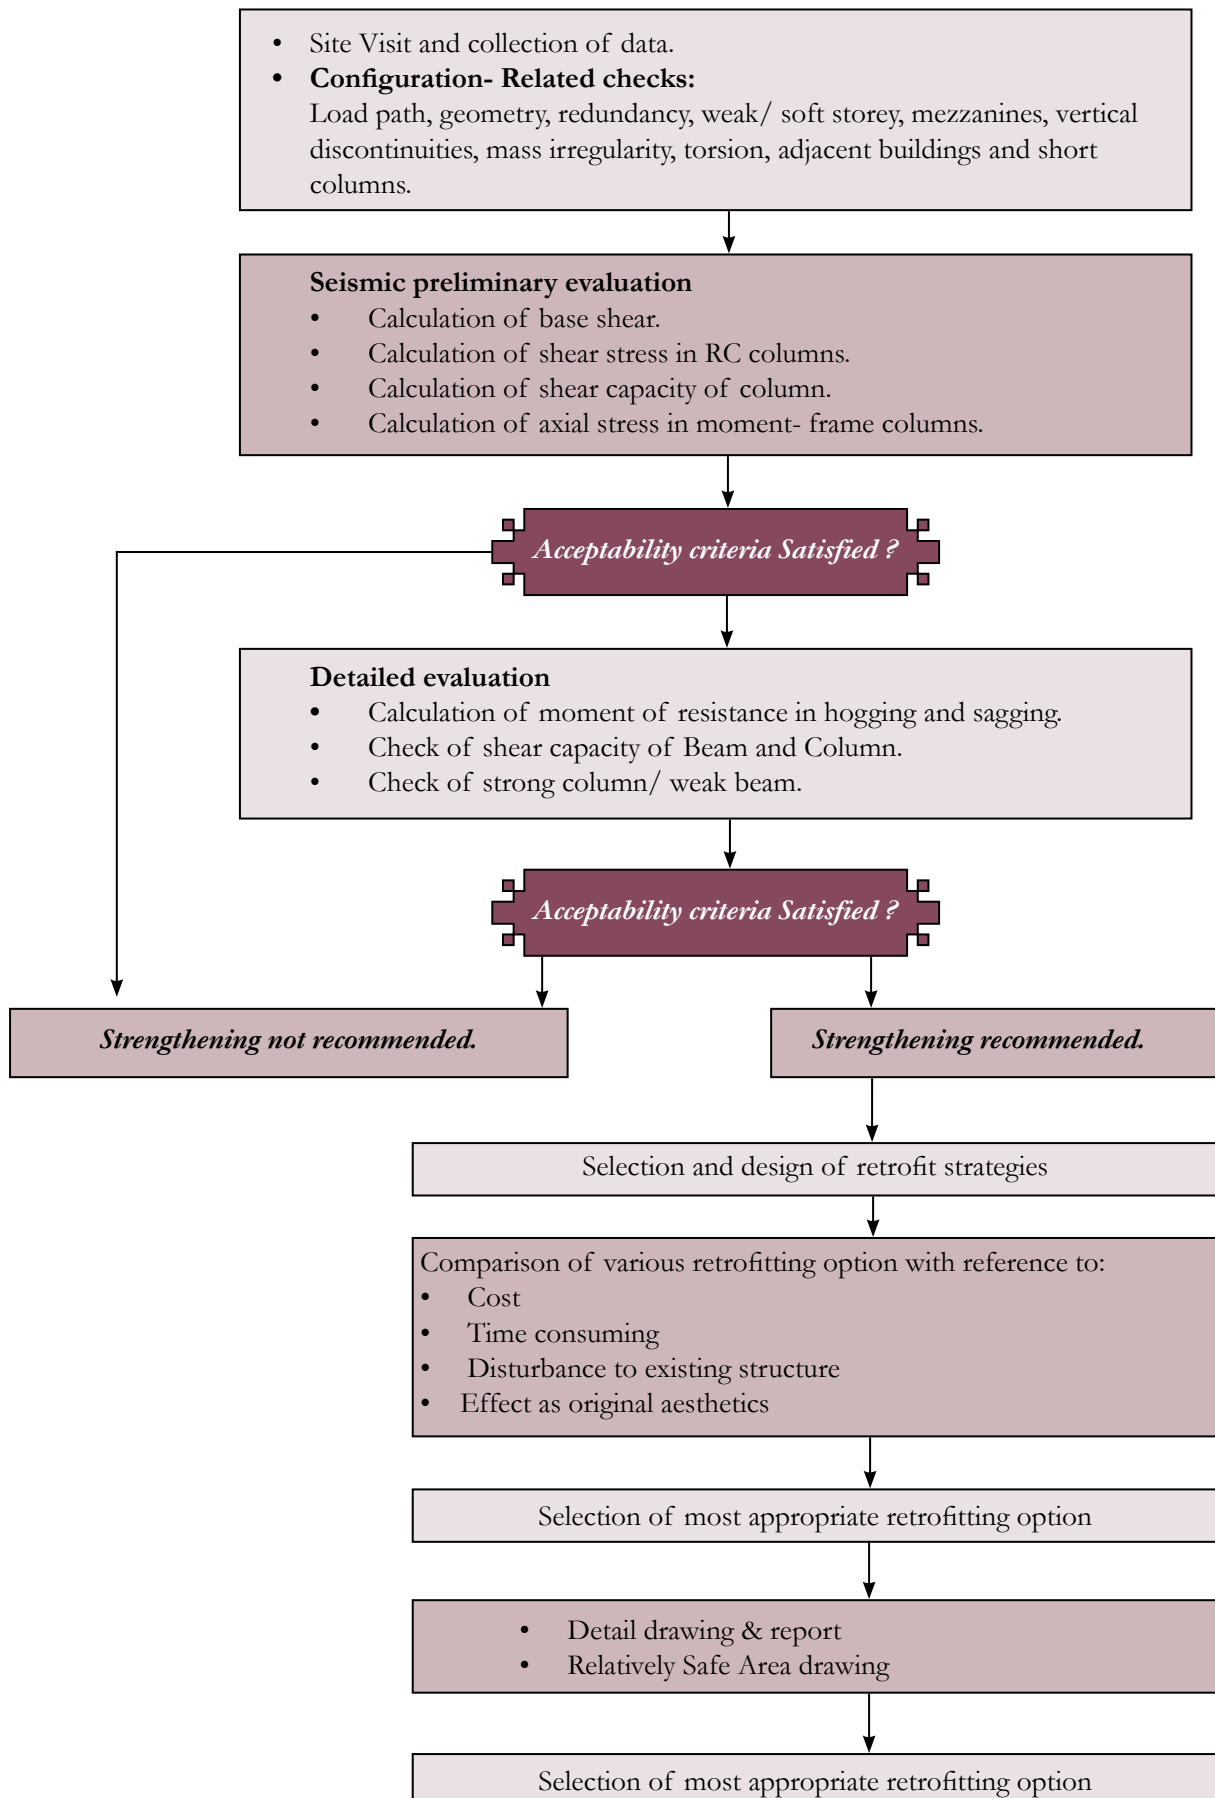 • Site Visit and collection of data.
• Configuration- Related checks:
Load path, geometry, redundancy, weak/ soft storey, mezzanines, vertical
discontinuities, mass irregularity, torsion, adjacent buildings and short
columns.
Seismic preliminary evaluation
• Calculation of base shear.
• Calculation of shear stress in RC columns.
• Calculation of shear capacity of column.
• Calculation of axial stress in moment- frame columns.
Acceptability criteria Satisfied ?
Detailed evaluation
• Calculation of moment of resistance in hogging and sagging.
• Check of shear capacity of Beam and Column.
• Check of strong column/ weak beam.
Acceptability criteria Satisfied ?
Strengthening not recommended.
Strengthening recommended.
Selection and design of retrofit strategies
Comparison of various retrofitting option with reference to:
• Cost
• Time consuming
• Disturbance to existing structure
• Effect as original aesthetics
Selection of most appropriate retrofitting option
• Detail drawing & report
• Relatively Safe Area drawing
Selection of most appropriate retrofitting option